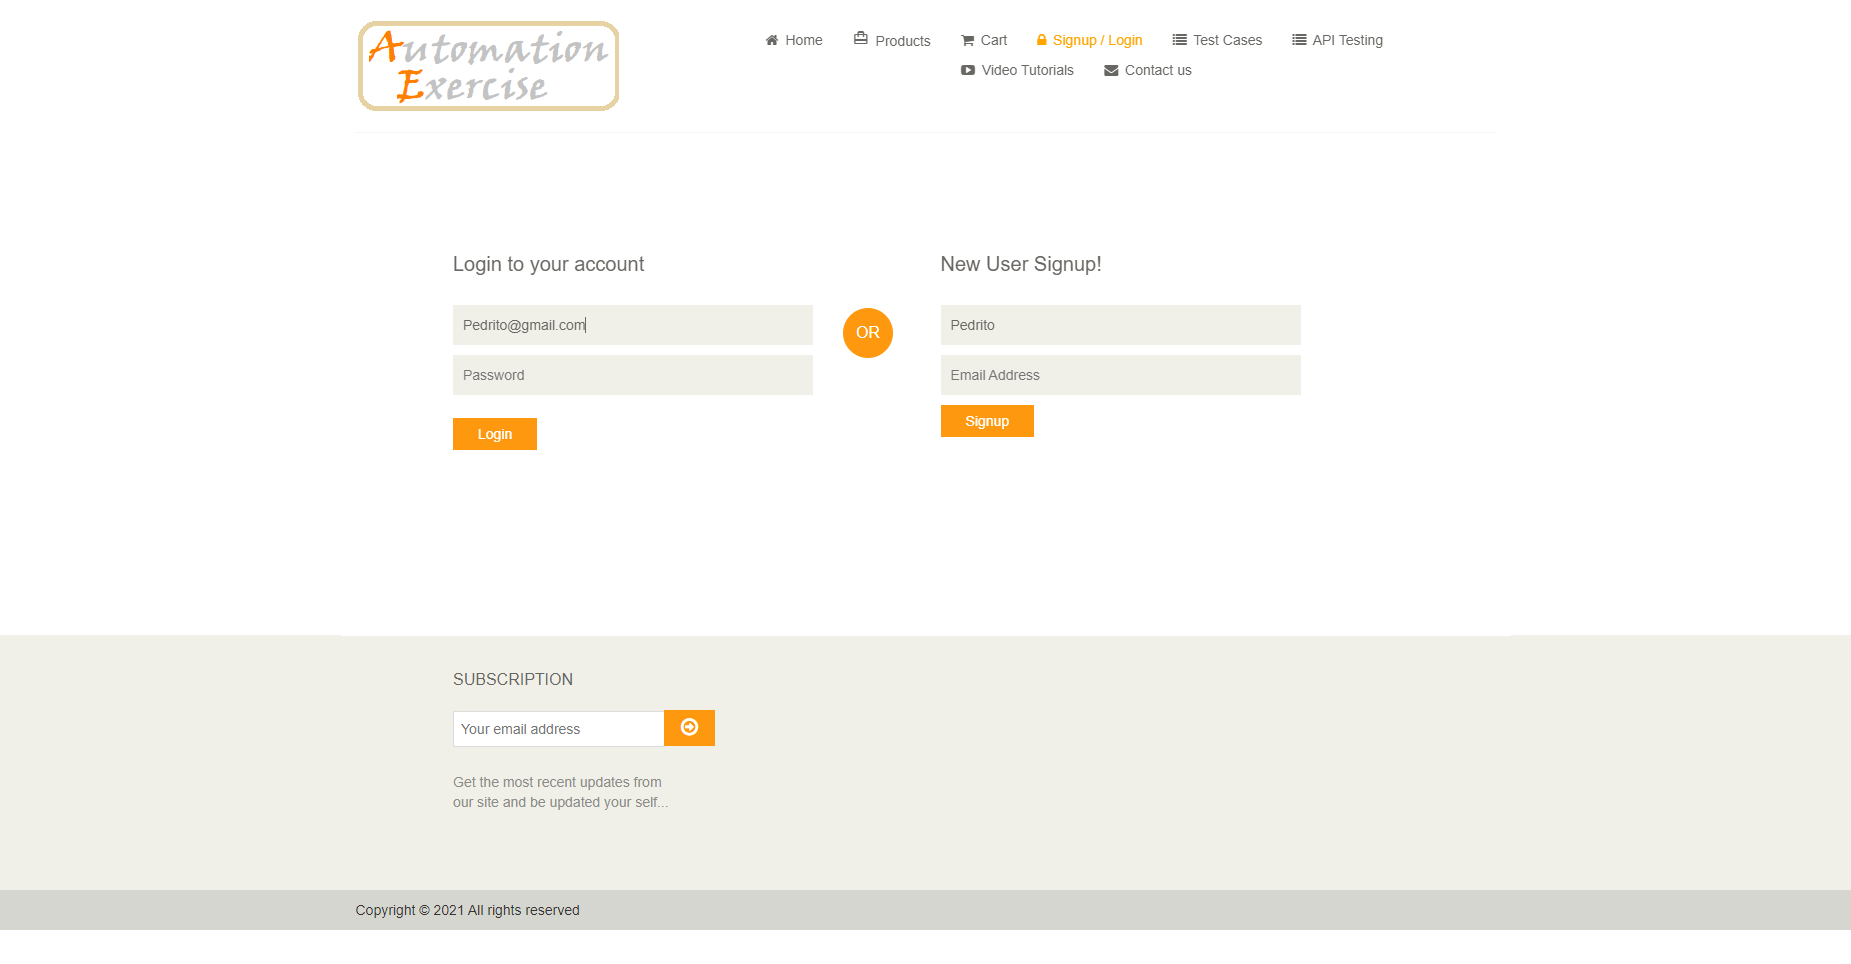 Automation
Exercise
Home Products Cart Signup / Login Test Cases API Testing
Video Tutorials Contact us
Login to your account
Pedrito@gmail.com
Password
Login
OR
New User Signup!
Pedrito
Email Address
Signup
SUBSCRIPTION
Your email address
Get the most recent updates from
our site and be updated your self...
Copyright © 2021 All rights reserved